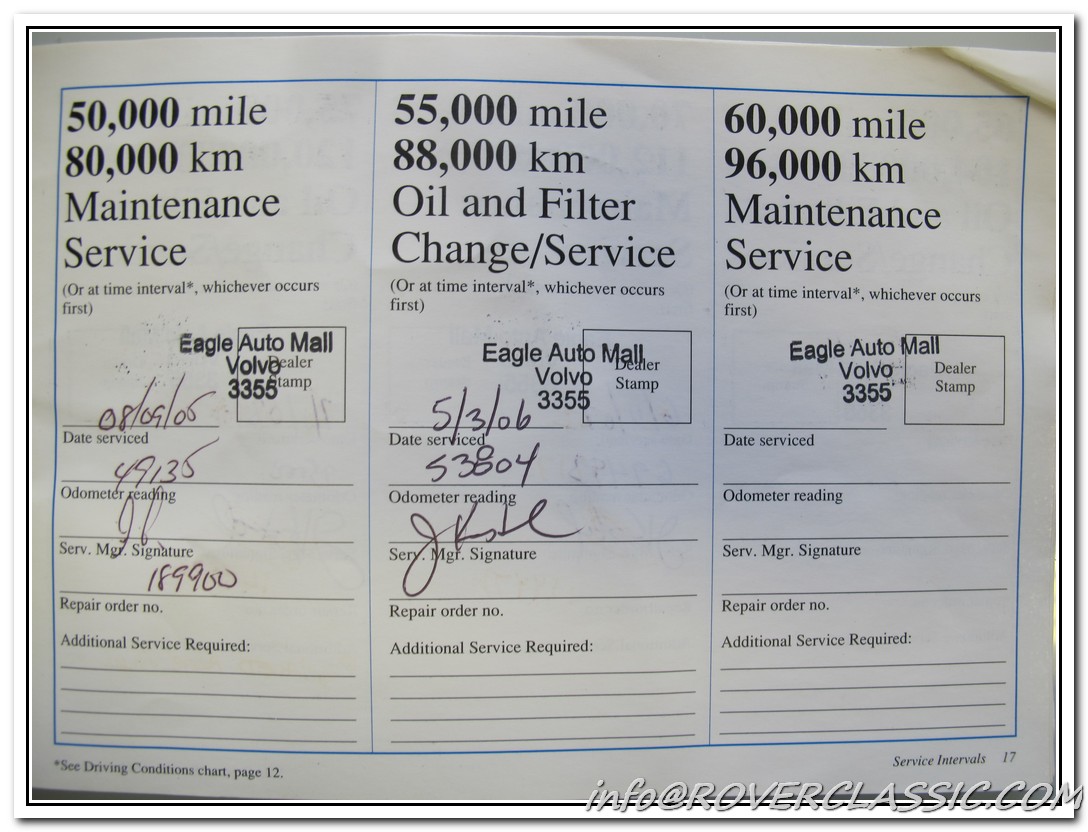 50,000 mile
80,000 km
Maintenance
Service
(Or at time interval*, whichever occurs
first)
Eagle Auto Mall
Volvo
3355
Dealer
Stamp
08/09/05
Date serviced
49135
Odometer reading
Serv. Mgr. Signature
189900
Repair order no.
Additional Service Required:
55,000 mile
88,000 km
Oil and Filter
Change/Service
(Or at time interval*, whichever occurs
first)
Eagle Auto Mall
Volvo
3355
Dealer
Stamp
5/3/06
Date serviced
53804
Odometer reading
Serv. Mgr. Signature
Repair order no.
Additional Service Required:
60,000 mile
96,000 km
Maintenance
Service
(Or at time interval*, whichever occurs
first)
Eagle Auto Mall
Volvo
3355
Dealer
Stamp
Date serviced
Odometer reading
Serv. Mgr. Signature
Repair order no.
Additional Service Required:
*See Driving Conditions chart, page 12.
Service Intervals 17
info@ROVERCLASSIC.COM